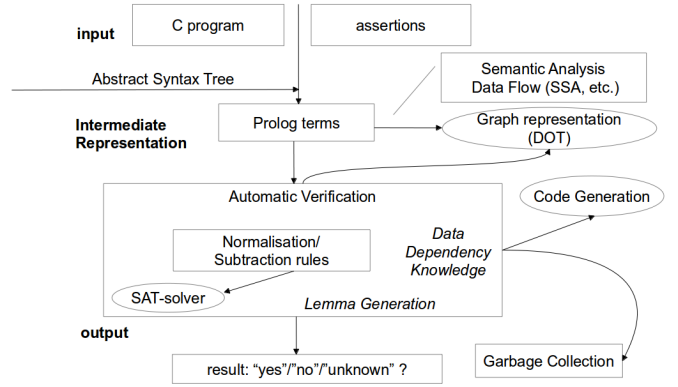 input
C program
assertions
Abstract Syntax Tree
Semantic Analysis
Data Flow (SSA, etc.)
Intermediate
Representation
Prolog terms
Graph representation
(DOT)
Automatic Verification
Code Generation
Normalisation/
Subtraction rules
Data
Dependency
Knowledge
SAT-solver
Lemma Generation
output
result: “yes”/”no”/”unknown” ?
Garbage Collection